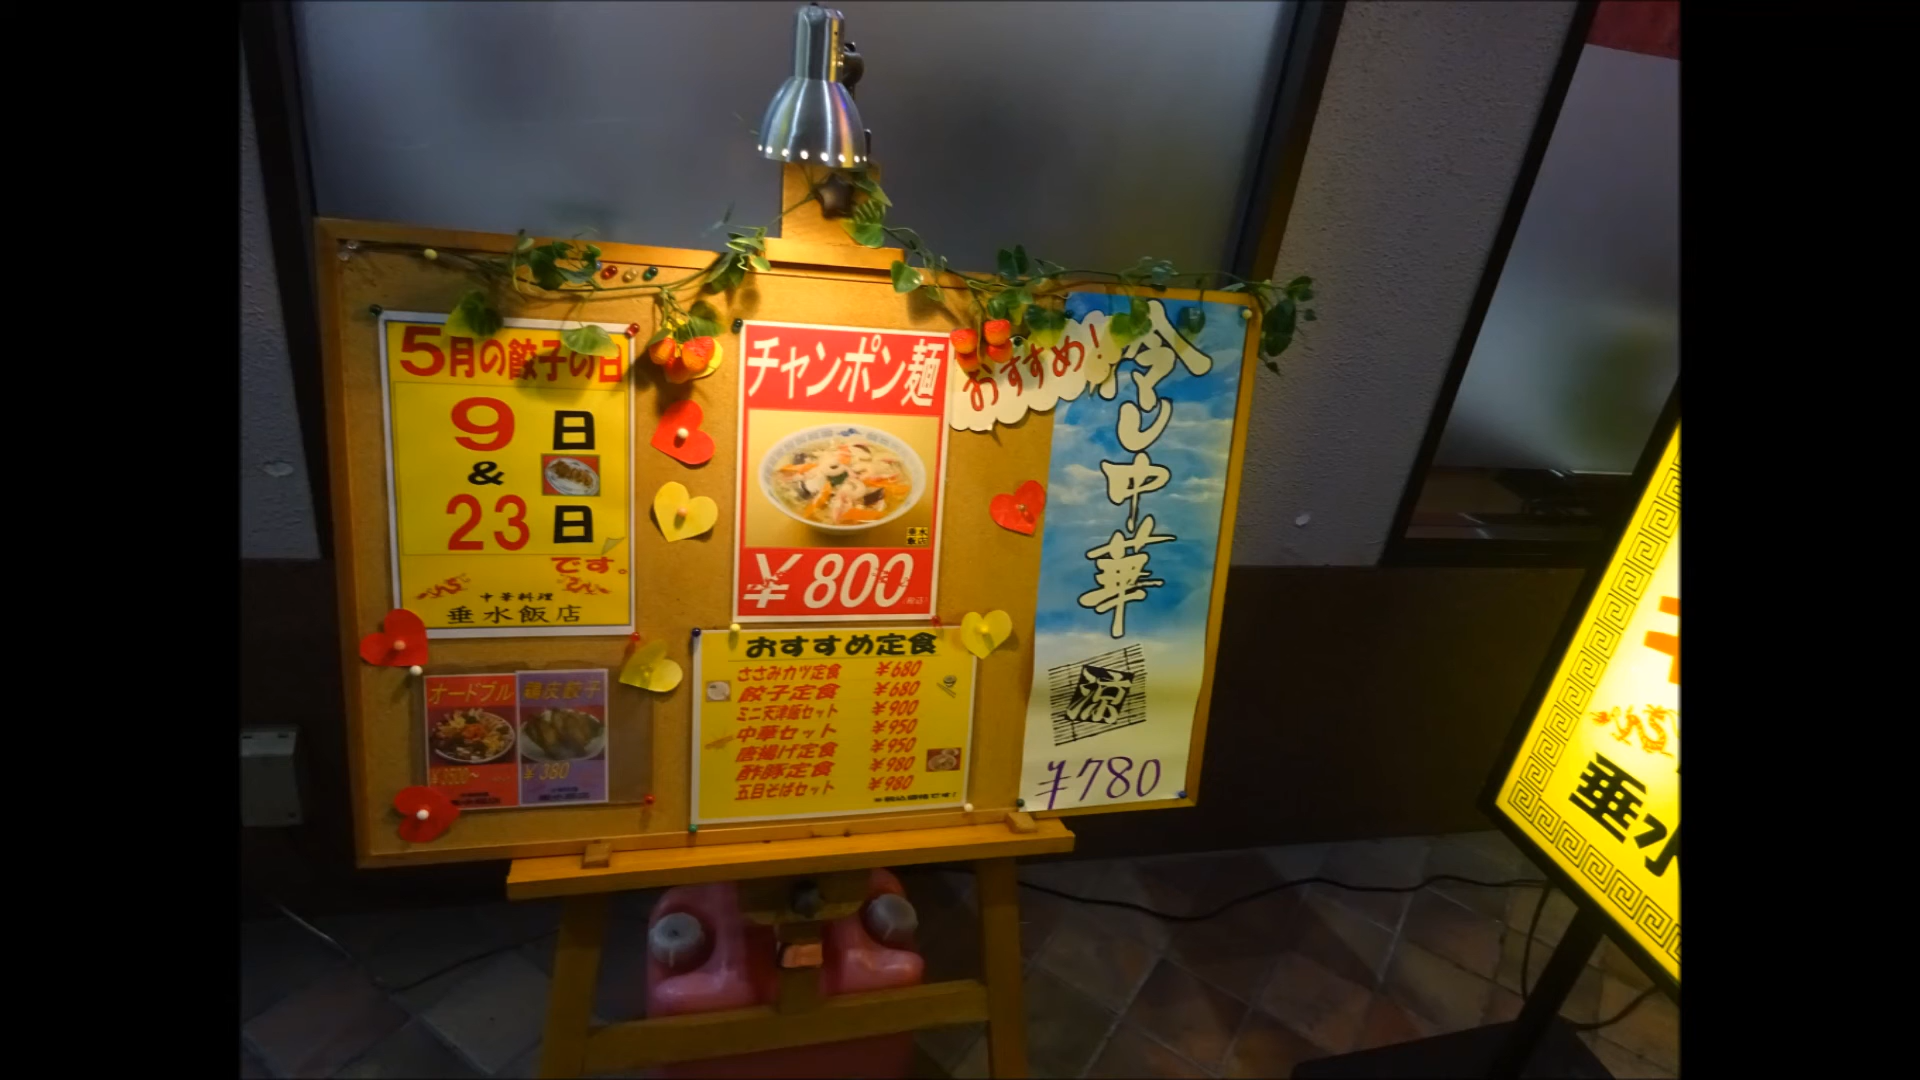 5月の餃子の日
9日
&
23日
です。
中華料理
垂水飯店
チャンポン麺
¥800
(税込)
おすすめ!
冷し中華
涼
¥780
おすすめ定食
ささみカツ定食 ¥680
餃子定食 ¥680
ミニ天津飯セット ¥900
中華セット ¥950
唐揚げ定食 ¥950
酢豚定食 ¥980
五目そばセット ¥980
オードブル
¥3500〜
鶏皮餃子
¥380
垂水